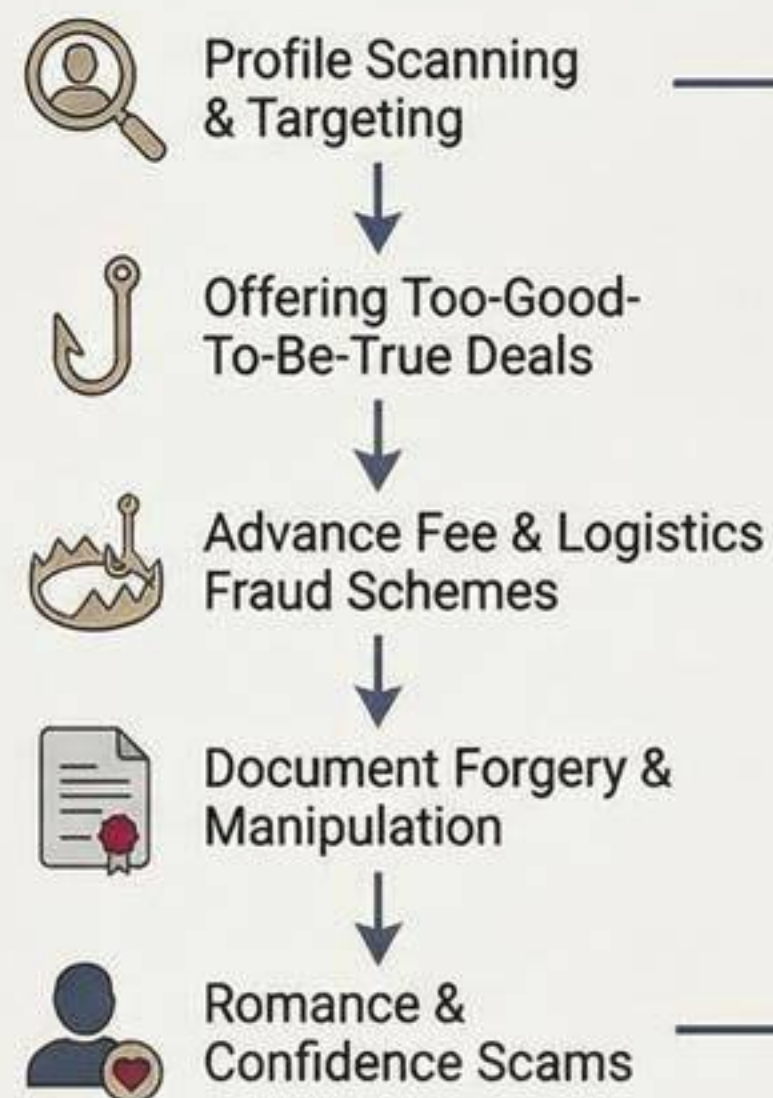 Profile Scanning
& Targeting
Offering Too-Good-
To-Be-True Deals
Advance Fee & Logistics
Fraud Schemes
Document Forgery &
Manipulation
Romance &
Confidence Scams